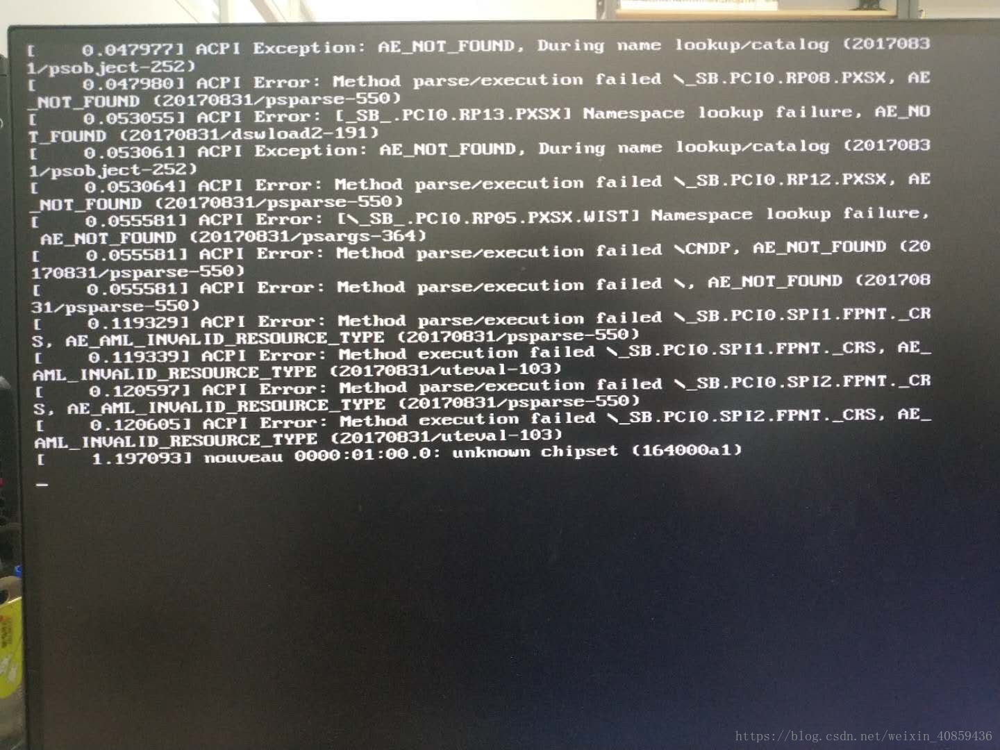 [     0.047977] ACPI Exception: AE_NOT_FOUND, During name lookup/catalog (2017083
1/psobject-252)
[     0.047980] ACPI Error: Method parse/execution failed \_SB.PCI0.RP08.PXSX, AE
_NOT_FOUND (20170831/psparse-550)
[     0.053055] ACPI Error: [_SB_.PCI0.RP13.PXSX] Namespace lookup failure, AE_NO
T_FOUND (20170831/dswload2-191)
[     0.053061] ACPI Exception: AE_NOT_FOUND, During name lookup/catalog (2017083
1/psobject-252)
[     0.053064] ACPI Error: Method parse/execution failed \_SB.PCI0.RP12.PXSX, AE
_NOT_FOUND (20170831/psparse-550)
[     0.055581] ACPI Error: [\_SB_.PCI0.RP05.PXSX.WIST] Namespace lookup failure,
 AE_NOT_FOUND (20170831/psargs-364)
[     0.055581] ACPI Error: Method parse/execution failed \CNDP, AE_NOT_FOUND (20
170831/psparse-550)
[     0.055581] ACPI Error: Method parse/execution failed \, AE_NOT_FOUND (201708
31/psparse-550)
[     0.119329] ACPI Error: Method parse/execution failed \_SB.PCI0.SPI1.FPNT._CR
S, AE_AML_INVALID_RESOURCE_TYPE (20170831/psparse-550)
[     0.119339] ACPI Error: Method execution failed \_SB.PCI0.SPI1.FPNT._CRS, AE_
AML_INVALID_RESOURCE_TYPE (20170831/uteval-103)
[     0.120597] ACPI Error: Method parse/execution failed \_SB.PCI0.SPI2.FPNT._CR
S, AE_AML_INVALID_RESOURCE_TYPE (20170831/psparse-550)
[     0.120605] ACPI Error: Method execution failed \_SB.PCI0.SPI2.FPNT._CRS, AE_
AML_INVALID_RESOURCE_TYPE (20170831/uteval-103)
[     1.197093] nouveau 0000:01:00.0: unknown chipset (164000a1)
_
https://blog.csdn.net/weixin_40859436